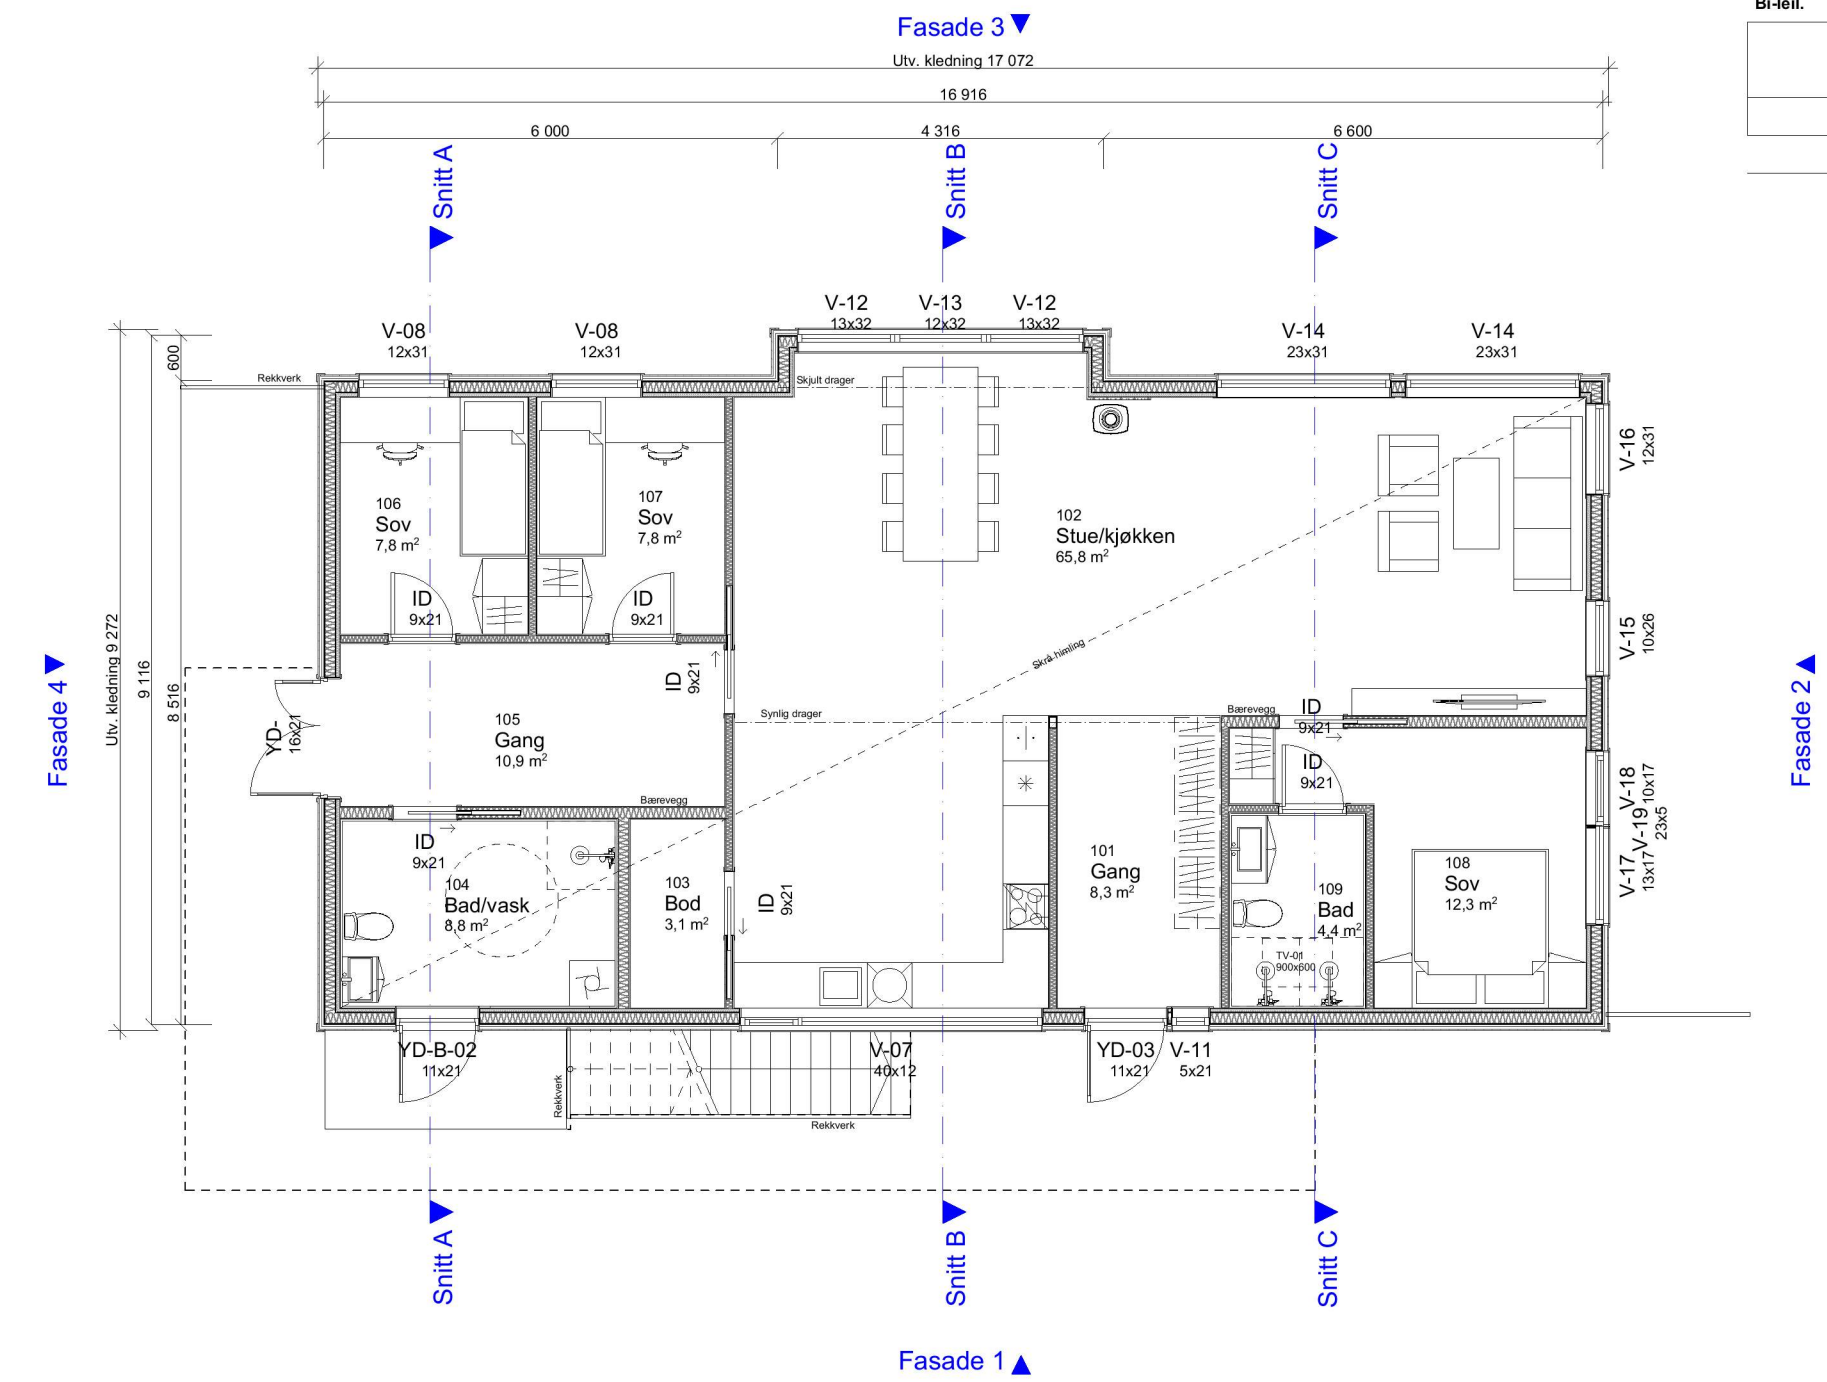 Bi-leil.
Fasade 3
Utv. kledning 17 072
16 916
6 000
4 316
6 600
Snitt A
Snitt B
Snitt C
V-12
V-13
V-12
13x32
12x32
13x32
V-08
V-08
V-14
V-14
12x31
12x31
23x31
23x31
600
Rekkverk
Skjult drager
V-16
12x31
106
Sov
7,8 m²
107
Sov
7,8 m²
102
Stue/kjøkken
65,8 m²
ID
9x21
ID
9x21
V-15
10x26
Utv. kledning 9 272
9 116
8 516
Fasade 4
Fasade 2
ID
9x21
Skrå himling
Synlig drager
Bærevegg
ID
9x21
YD-
16x21
105
Gang
10,9 m²
ID
9x21
V-18
10x17
V-19
23x5
V-17
13x17
Bærevegg
ID
9x21
104
Bad/vask
8,8 m²
103
Bod
3,1 m²
ID
9x21
101
Gang
8,3 m²
109
Bad
4,4 m²
108
Sov
12,3 m²
TV-01
900x600
YD-B-02
11x21
V-07
40x12
YD-03
11x21
V-11
5x21
Rekkverk
Rekkverk
Snitt A
Snitt B
Snitt C
Fasade 1